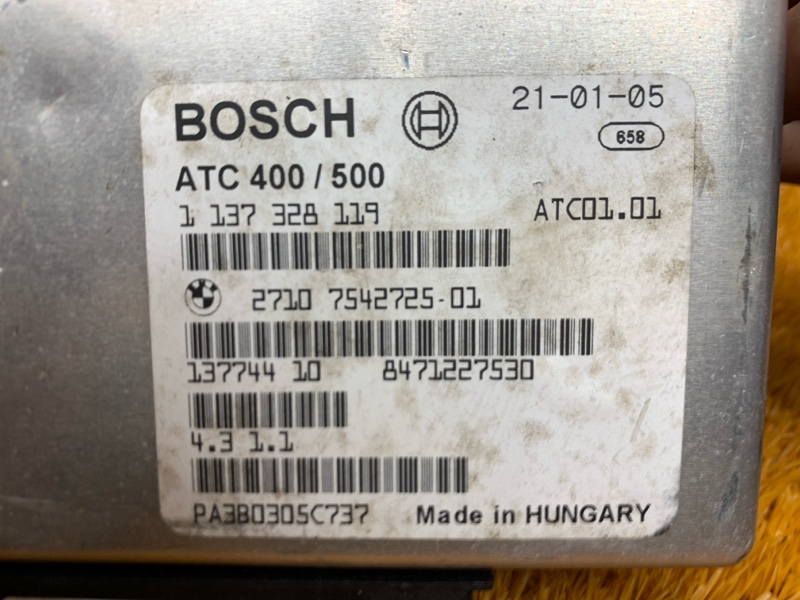 BOSCH 21-01-05
658
ATC 400 / 500
1 137 328 119 ATC01.01
2710 7542725-01
137744 10 8471227530
4.3 1.1
PA3B0305C737 Made in HUNGARY